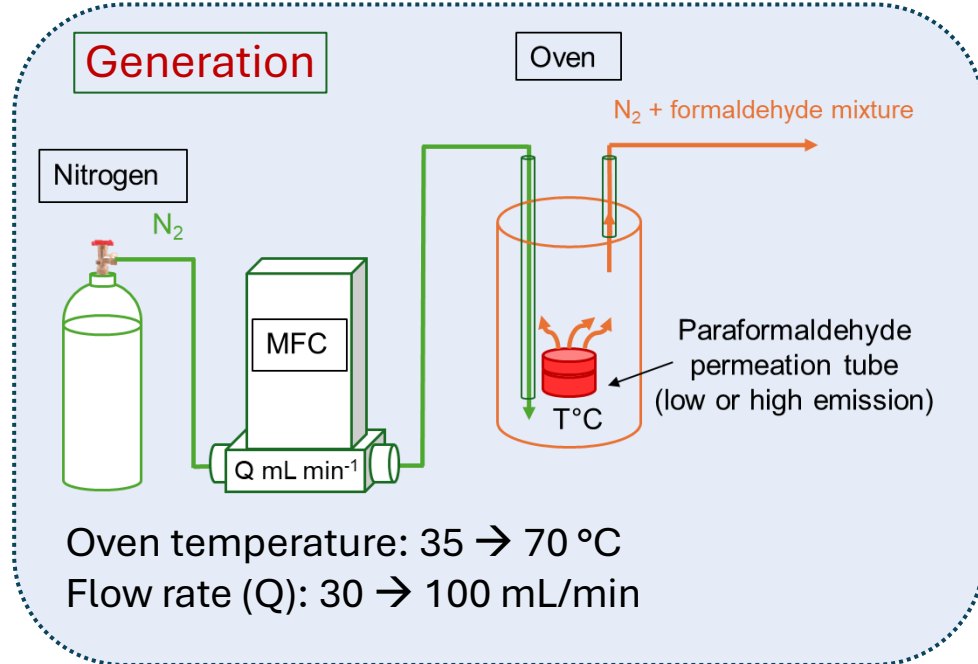 Generation
Oven
N₂ + formaldehyde mixture
Nitrogen
N₂
MFC
Paraformaldehyde
permeation tube
(low or high emission)
T°C
Q mL min⁻¹
Oven temperature: 35 → 70 °C
Flow rate (Q): 30 → 100 mL/min